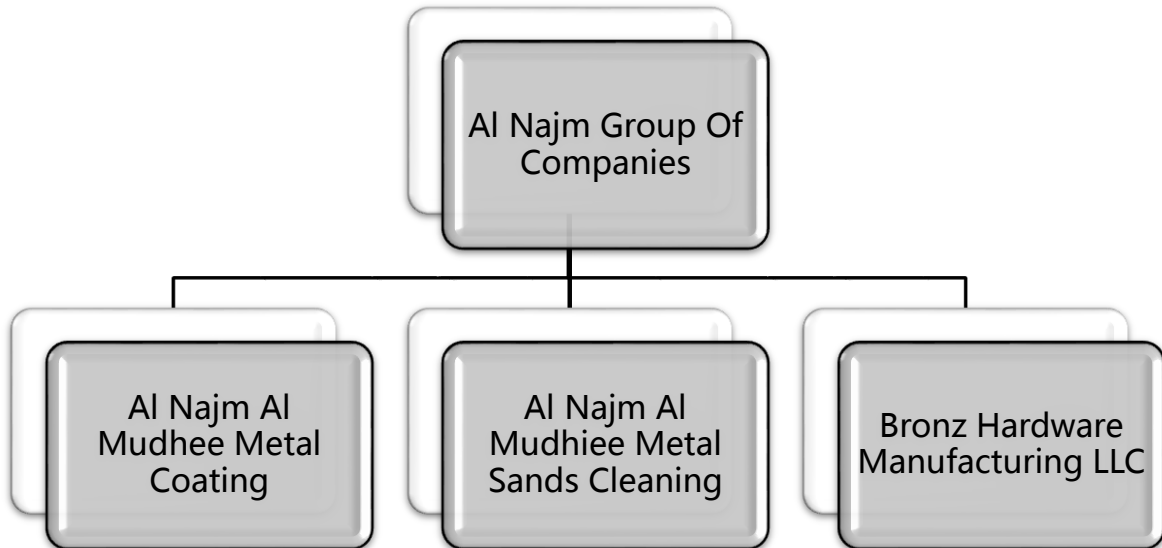 Al Najm Group Of
Companies
Al Najm Al
Mudhee Metal
Coating
Al Najm Al
Mudhiee Metal
Sands Cleaning
Bronz Hardware
Manufacturing LLC